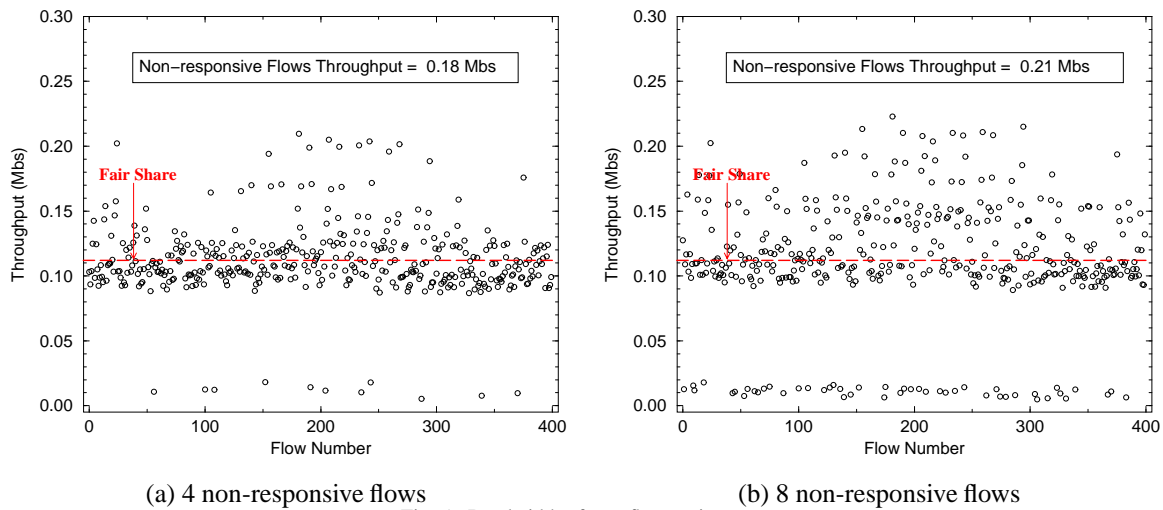 0.30
0.25
0.20
0.15
0.10
0.05
0.00
Throughput (Mbs)
Non−responsive Flows Throughput = 0.18 Mbs
Fair Share
0 100 200 300 400
Flow Number
(a) 4 non-responsive flows
0.30
0.25
0.20
0.15
0.10
0.05
0.00
Throughput (Mbs)
Non−responsive Flows Throughput = 0.21 Mbs
Fair Share
0 100 200 300 400
Flow Number
(b) 8 non-responsive flows